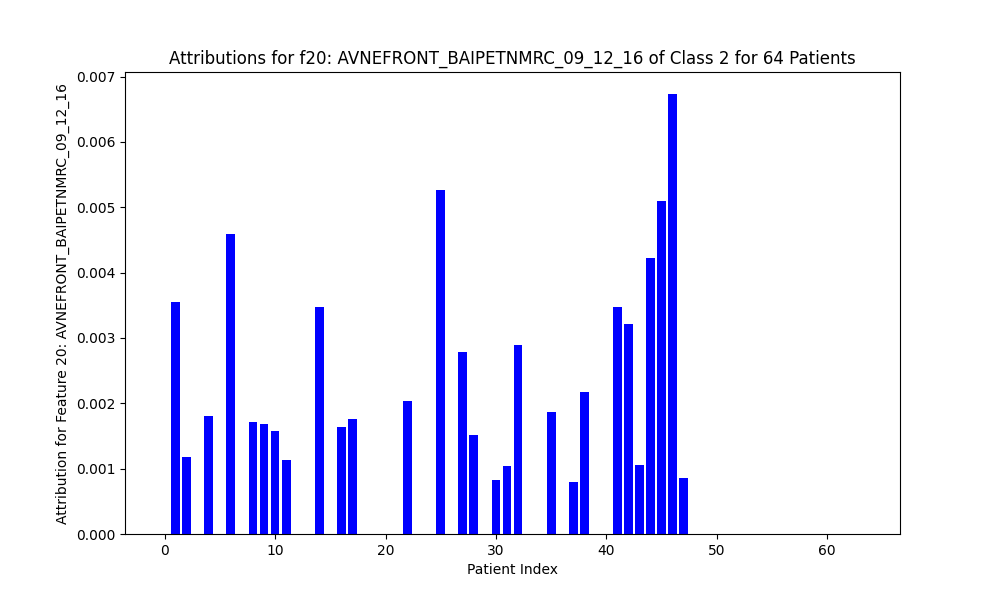 Attributions for f20: AVNEFRONT_BAIPETNMRC_09_12_16 of Class 2 for 64 Patients
Attribution for Feature 20: AVNEFRONT_BAIPETNMRC_09_12_16
0.007
0.006
0.005
0.004
0.003
0.002
0.001
0.000
0 10 20 30 40 50 60
Patient Index